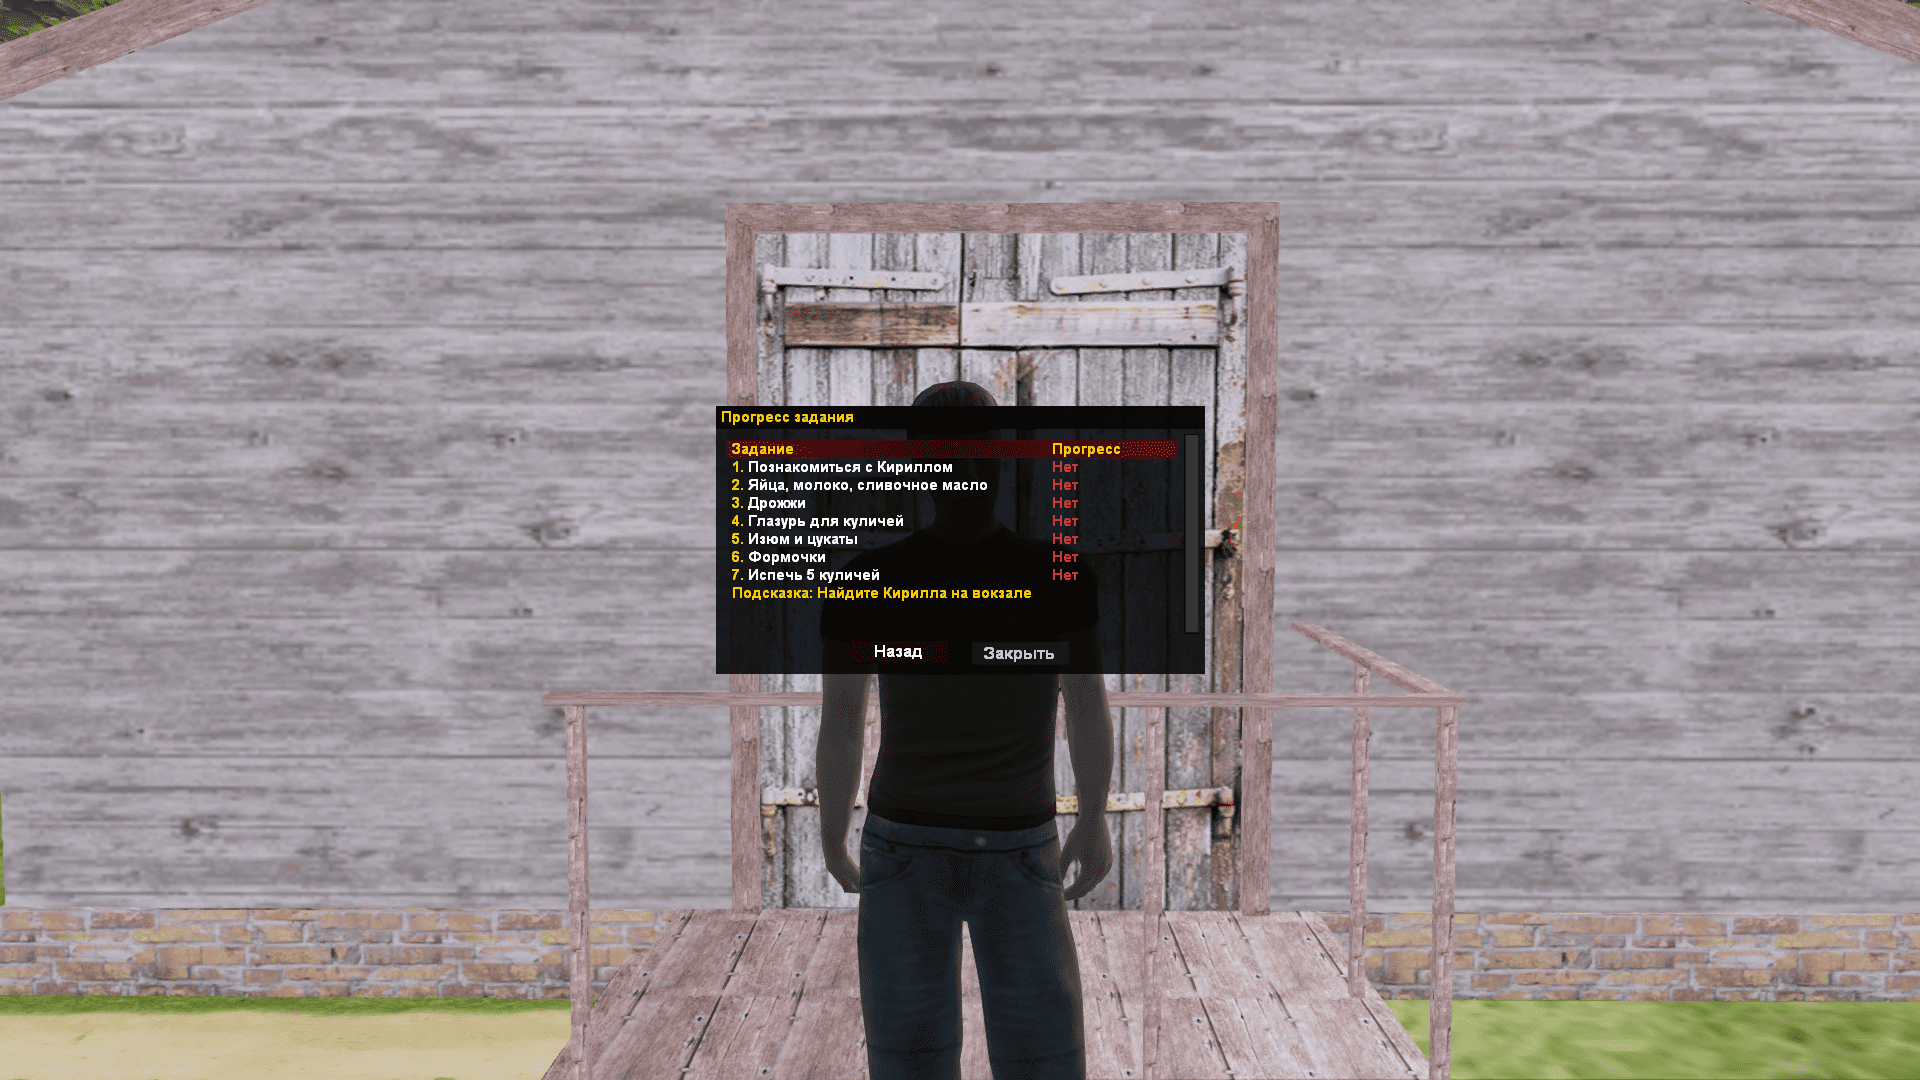 Прогресс задания
Задание Прогресс
1. Познакомиться с Кириллом Нет
2. Яйца, молоко, сливочное масло Нет
3. Дрожжи Нет
4. Глазурь для куличей Нет
5. Изюм и цукаты Нет
6. Формочки Нет
7. Испечь 5 куличей Нет
Подсказка: Найдите Кирилла на вокзале
Назад Закрыть